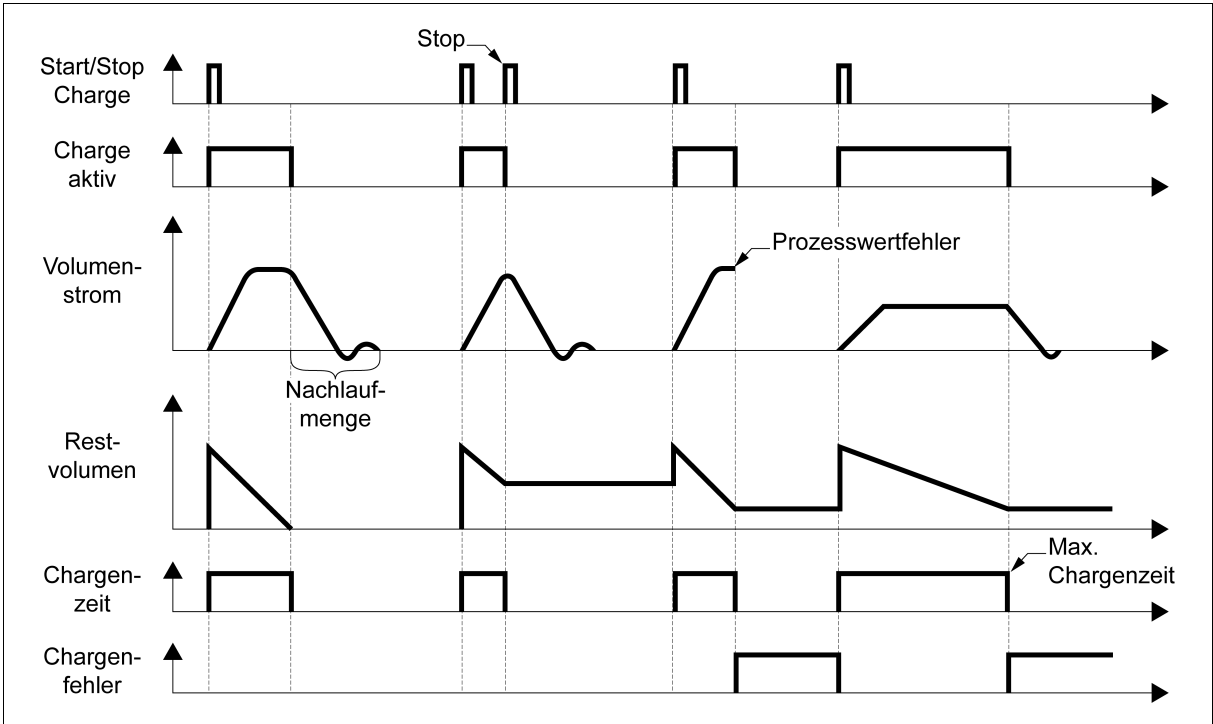 Stop
Start/Stop
Charge
Charge
aktiv
Prozesswertfehler
Volumen-
strom
Nachlauf-
menge
Rest-
volumen
Max.
Chargenzeit
Chargen-
zeit
Chargen-
fehler